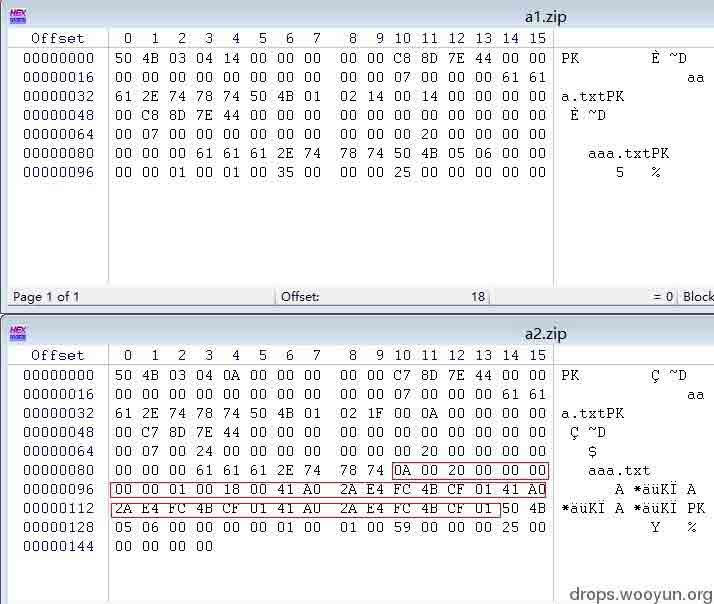 HEX
a1.zip
Offset 0 1 2 3 4 5 6 7 8 9 10 11 12 13 14 15
00000000 50 4B 03 04 14 00 00 00 00 00 C8 8D 7E 44 00 00 PK È ~D
00000016 00 00 00 00 00 00 00 00 00 00 07 00 00 00 61 61 aa
00000032 61 2E 74 78 74 50 4B 01 02 14 00 14 00 00 00 00 a.txtPK
00000048 00 C8 8D 7E 44 00 00 00 00 00 00 00 00 00 00 00 È ~D
00000064 00 07 00 00 00 00 00 00 00 00 00 20 00 00 00 00
00000080 00 00 00 61 61 61 2E 74 78 74 50 4B 05 06 00 00 aaa.txtPK
00000096 00 00 01 00 01 00 35 00 00 00 25 00 00 00 00 00 5 %
Page 1 of 1 Offset: 18 = 0 Block
HEX
a2.zip
Offset 0 1 2 3 4 5 6 7 8 9 10 11 12 13 14 15
00000000 50 4B 03 04 0A 00 00 00 00 00 C7 8D 7E 44 00 00 PK Ç ~D
00000016 00 00 00 00 00 00 00 00 00 00 07 00 00 00 61 61 aa
00000032 61 2E 74 78 74 50 4B 01 02 1F 00 0A 00 00 00 00 a.txtPK
00000048 00 C7 8D 7E 44 00 00 00 00 00 00 00 00 00 00 00 Ç ~D
00000064 00 07 00 24 00 00 00 00 00 00 00 20 00 00 00 00 $
00000080 00 00 00 61 61 61 2E 74 78 74 0A 00 20 00 00 00 aaa.txt
00000096 00 00 01 00 18 00 41 A0 2A E4 FC 4B CF 01 41 A0 A *äüKÏ A
00000112 2A E4 FC 4B CF 01 41 A0 2A E4 FC 4B CF 01 50 4B *äüKÏ A *äüKÏ PK
00000128 05 06 00 00 00 00 01 00 01 00 59 00 00 00 25 00 Y %
00000144 00 00 00 00
drops.wooyun.org